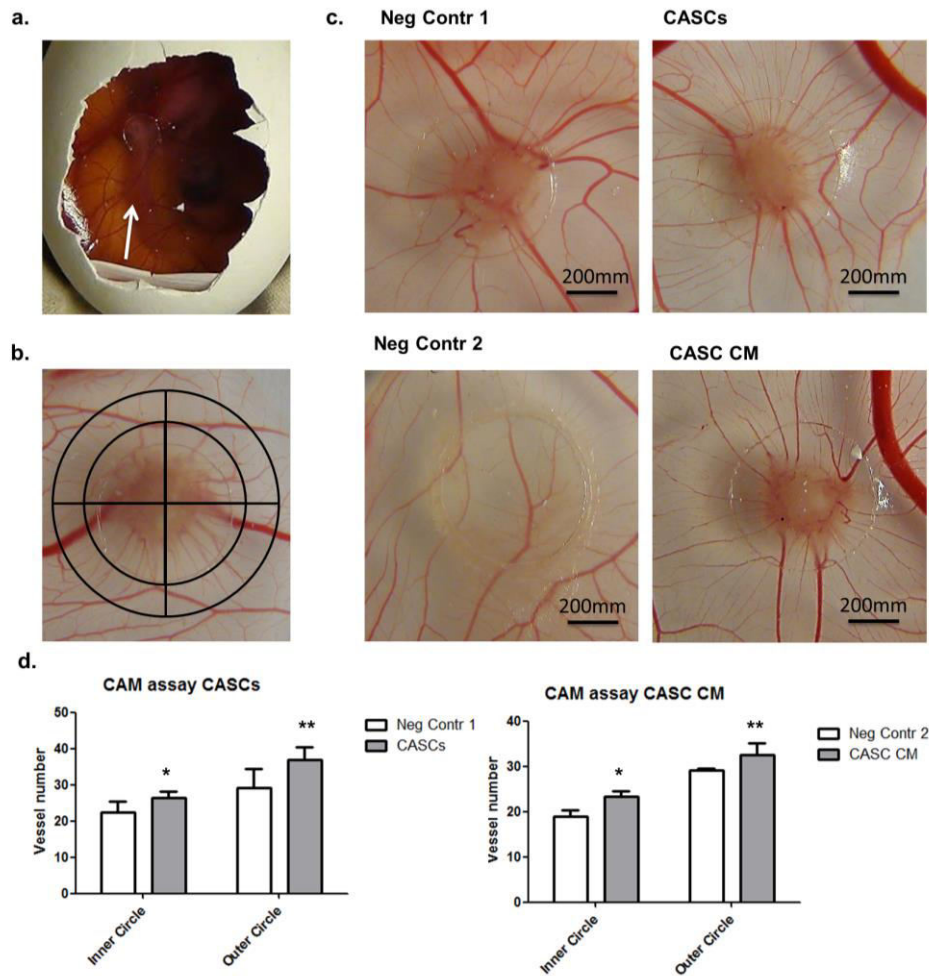 a.
c.
Neg Contr 1
CASCs
200mm
200mm
b.
Neg Contr 2
CASC CM
200mm
200mm
d.
CAM assay CASCs
50
40
30
20
10
0
Vessel number
*
**
Inner Circle
Outer Circle
Neg Contr 1
CASCs
CAM assay CASC CM
40
30
20
10
0
Vessel number
*
**
Inner Circle
Outer Circle
Neg Contr 2
CASC CM